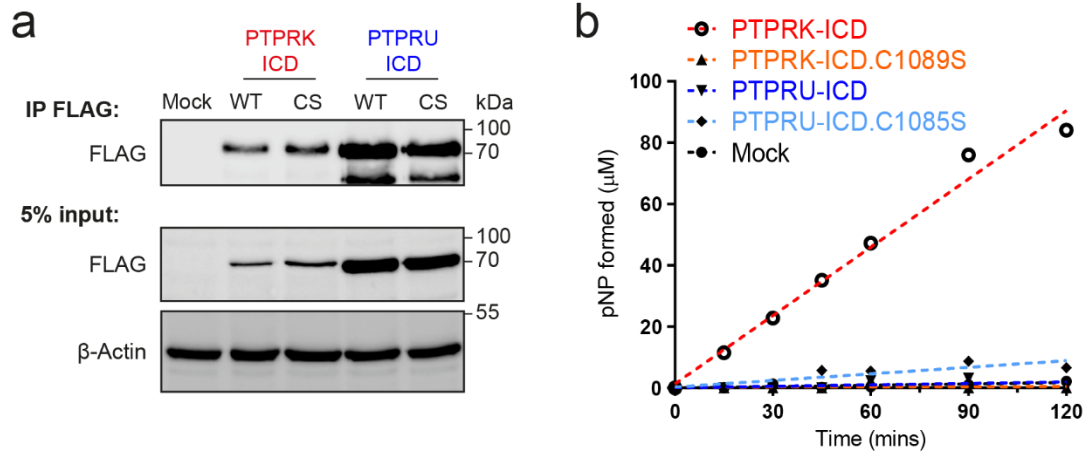 a
PTPRK PTPRU
ICD ICD
IP FLAG: Mock WT CS WT CS kDa
100
FLAG 70
5% input:
100
FLAG 70
55
β-Actin
b
PTPRK-ICD
PTPRK-ICD.C1089S
PTPRU-ICD
PTPRU-ICD.C1085S
Mock
pNP formed (μM)
100
80
60
40
20
0
0 30 60 90 120
Time (mins)